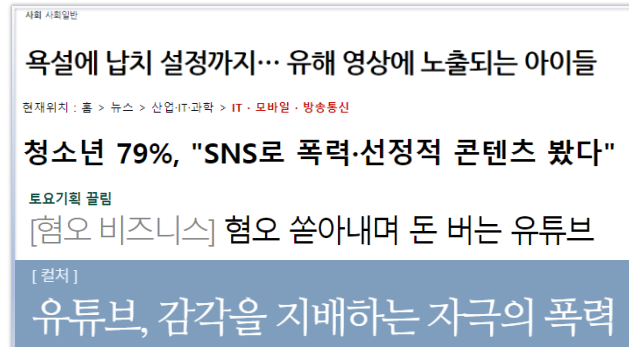 사회 사회일반
욕설에 납치 설정까지… 유해 영상에 노출되는 아이들
현재위치 : 홈 > 뉴스 > 산업·IT·과학 > IT · 모바일 · 방송통신
청소년 79%, "SNS로 폭력·선정적 콘텐츠 봤다"
토요기획 끌림
[혐오 비즈니스] 혐오 쏟아내며 돈 버는 유튜브
[ 컬처 ]
유튜브, 감각을 지배하는 자극의 폭력